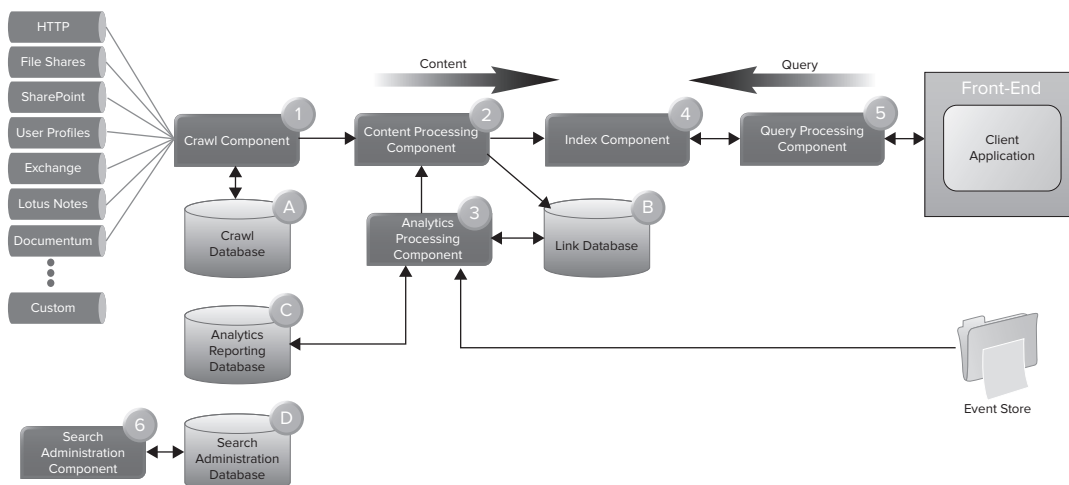 HTTP
File Shares
SharePoint
User Profiles
Exchange
Lotus Notes
Documentum
Custom
Content
Query
1
Crawl Component
2
Content Processing
Component
4
Index Component
5
Query Processing
Component
Front-End
Client
Application
A
Crawl
Database
3
Analytics
Processing
Component
B
Link Database
C
Analytics
Reporting
Database
Event Store
6
Search
Administration
Component
D
Search
Administration
Database